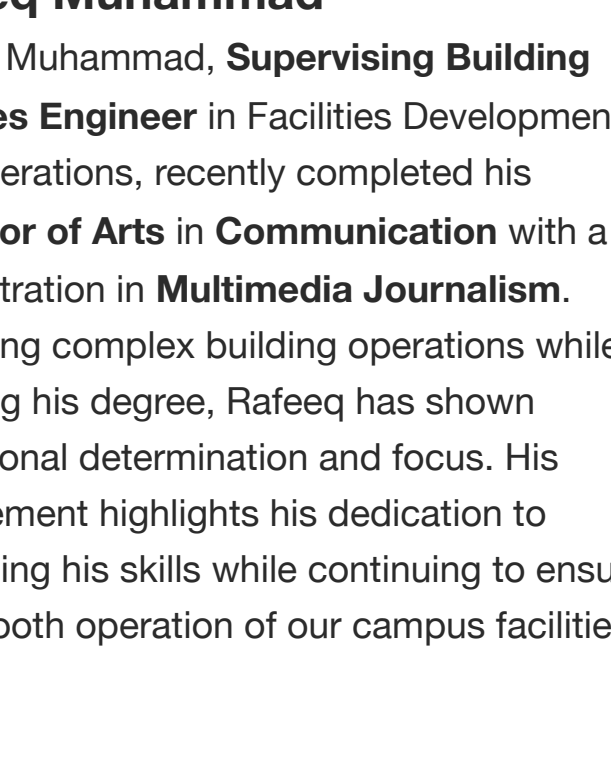 eq Muhammad
Muhammad, Supervising Building
es Engineer in Facilities Developmen
erations, recently completed his
or of Arts in Communication with a
tration in Multimedia Journalism.
ng complex building operations while
g his degree, Rafeeq has shown
onal determination and focus. His
ement highlights his dedication to
ing his skills while continuing to ensu
ooth operation of our campus facilitie